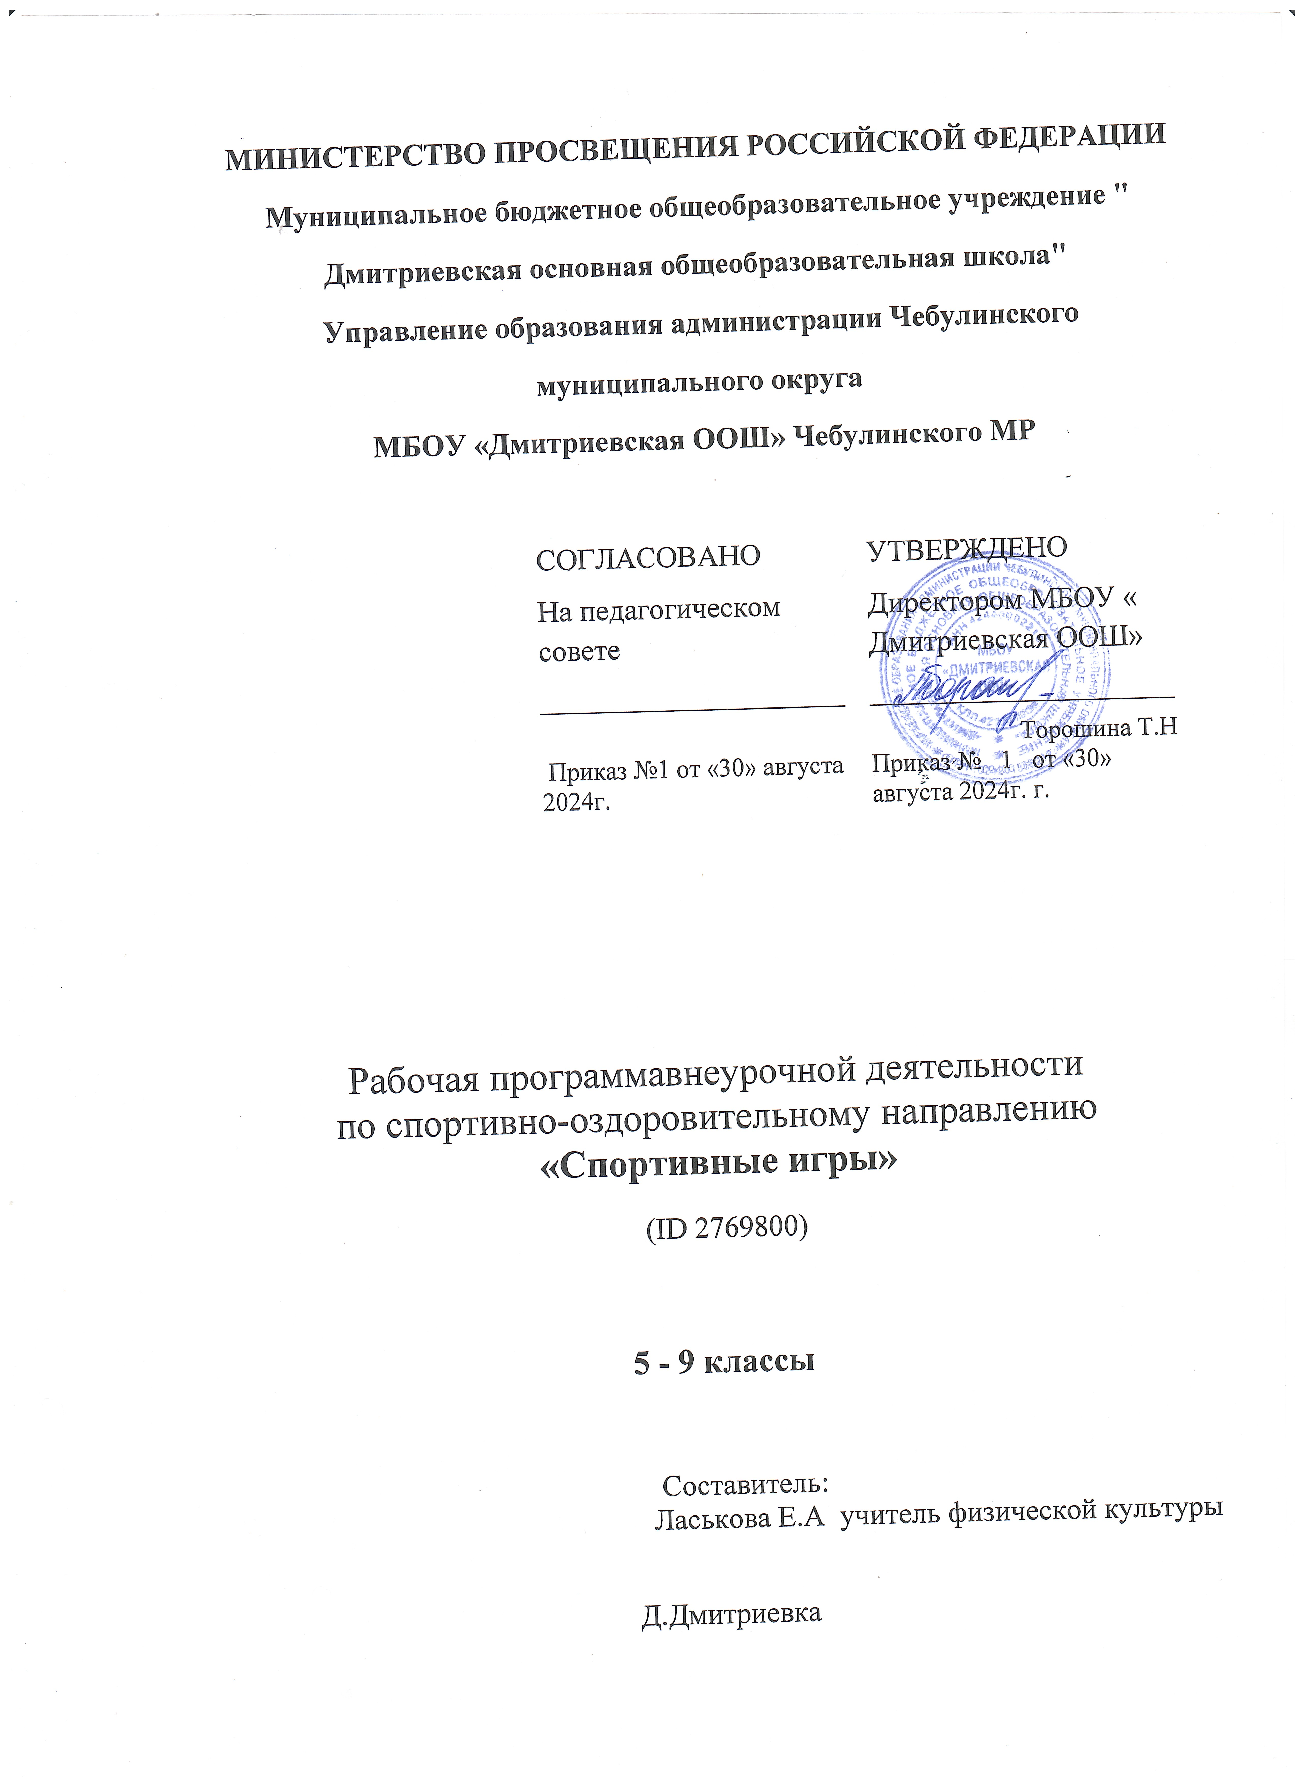 МИНИСТЕРСТВО ПРОСВЕЩЕНИЯ РОССИЙСКОЙ ФЕДЕРАЦИИ
Муниципальное бюджетное общеобразовательное учреждение "
Дмитриевская основная общеобразовательная школа"
Управление образования администрации Чебулинского
муниципального округа
МБОУ «Дмитриевская ООШ» Чебулинского МР
СОГЛАСОВАНО
На педагогическом
совете
Приказ №1 от «30» августа
2024г.
УТВЕРЖДЕНО
Директором МБОУ «
Дмитриевская ООШ»
МБОУ
«ДМИТРИЕВСКАЯ
Торошина Т.Н
Приказ № 1 от «30»
августа 2024г. г.
Рабочая программавнеурочной деятельности
по спортивно-оздоровительному направлению
«Спортивные игры»
(ID 2769800)
5 - 9 классы
Составитель:
Ласькова Е.А учитель физической культуры
Д.Дмитриевка